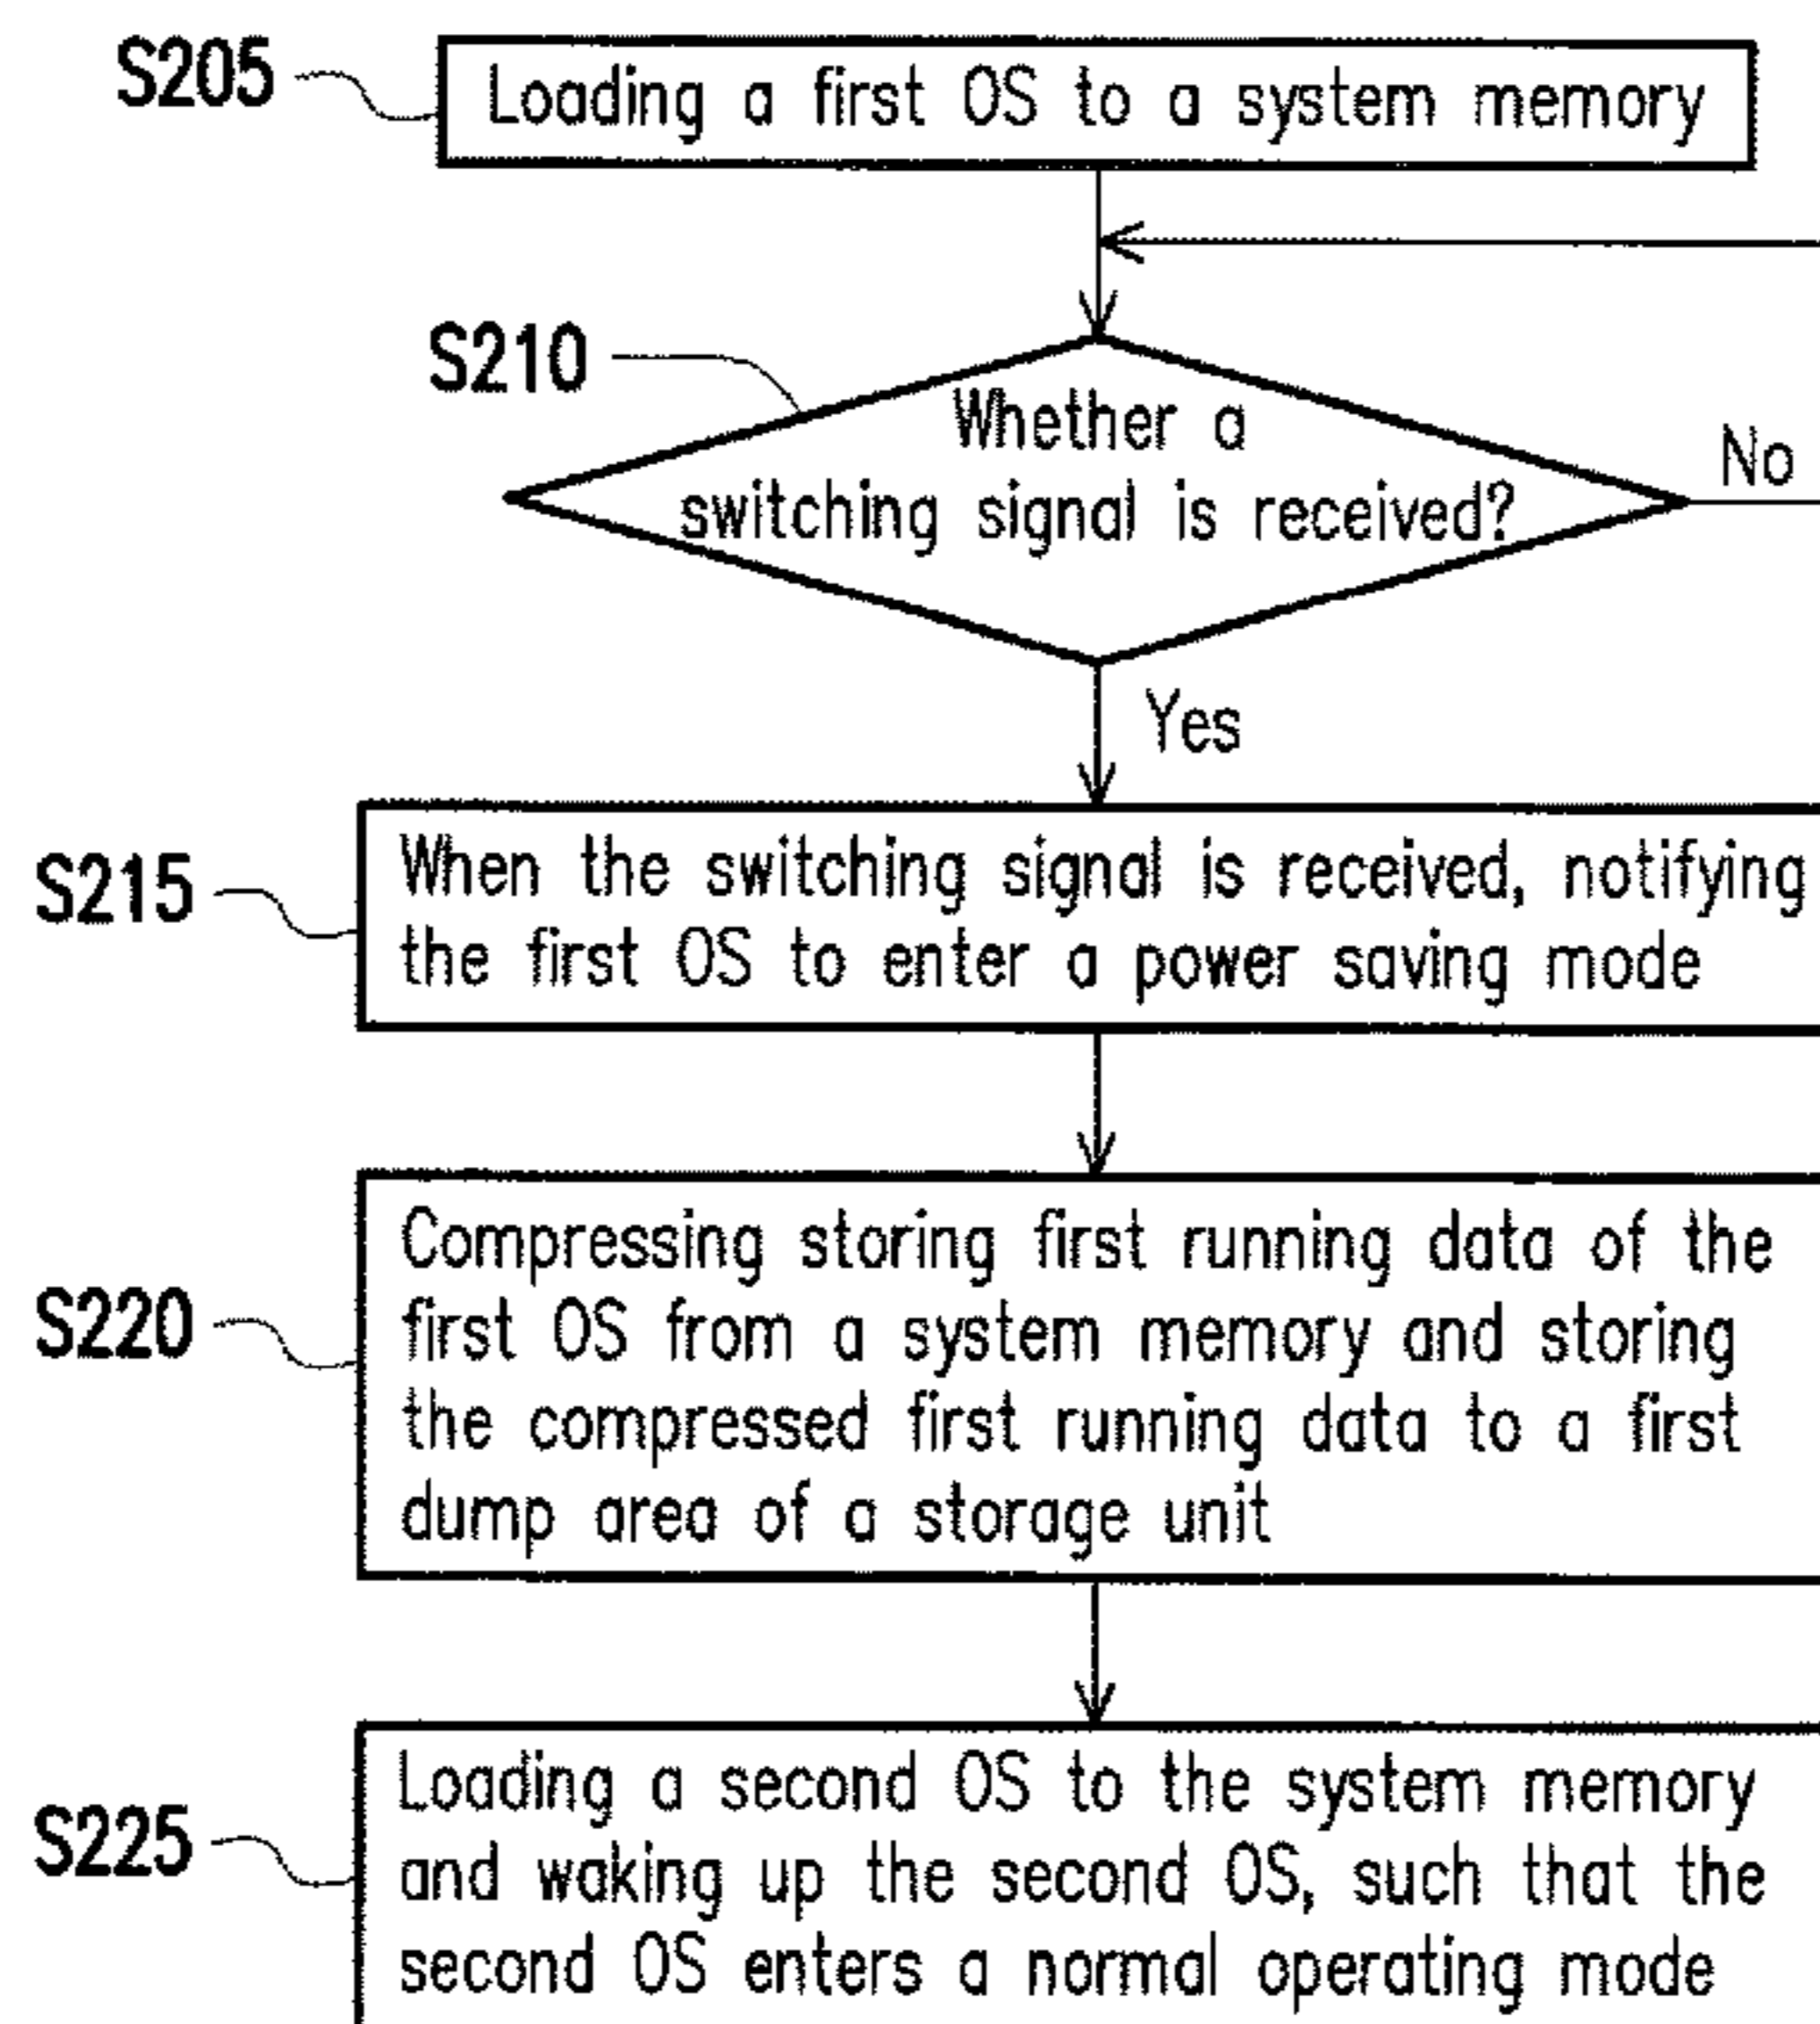 S205
Loading a first OS to a system memory
S210
Whether a
switching signal is received?
No
Yes
S215
When the switching signal is received, notifying
the first OS to enter a power saving mode
S220
Compressing storing first running data of the
first OS from a system memory and storing
the compressed first running data to a first
dump area of a storage unit
S225
Loading a second OS to the system memory
and waking up the second OS, such that the
second OS enters a normal operating mode